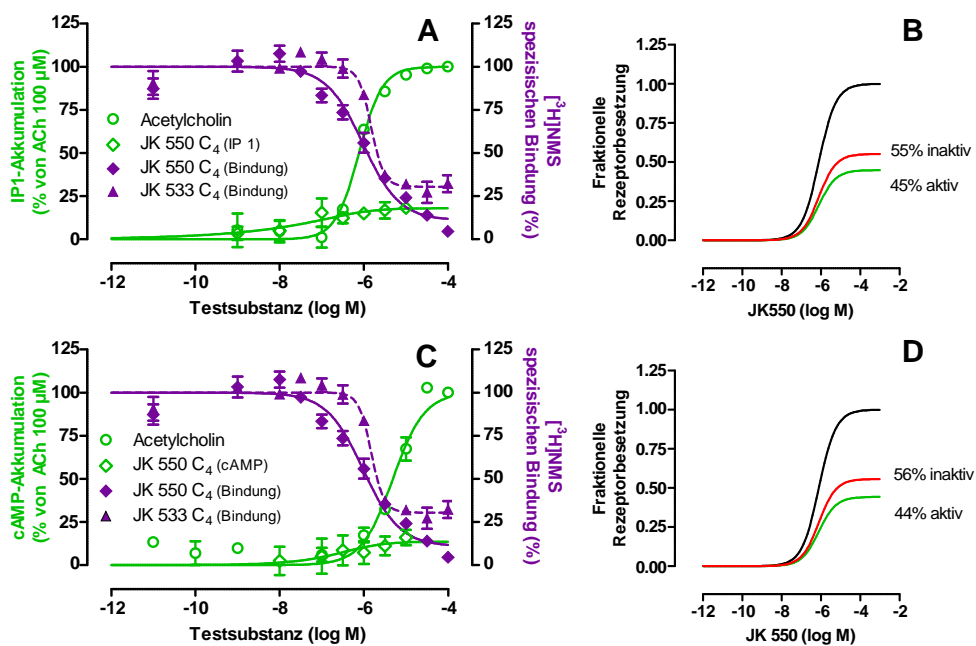 A
125
100
75
50
25
0
IP1-Akkumulation
(% von ACh 100 µM)
Acetylcholin
JK 550 C4 (IP 1)
JK 550 C4 (Bindung)
JK 533 C4 (Bindung)
125
100
75
50
25
0
[³H]NMS
spezisischen Bindung (%)
-12 -10 -8 -6 -4
Testsubstanz (log M)
B
1.25
1.00
0.75
0.50
0.25
0.00
Fraktionelle
Rezeptorbesetzung
55% inaktiv
45% aktiv
-12 -10 -8 -6 -4 -2
JK550 (log M)
C
125
100
75
50
25
0
cAMP-Akkumulation
(% von ACh 100 µM)
Acetylcholin
JK 550 C4 (cAMP)
JK 550 C4 (Bindung)
JK 533 C4 (Bindung)
125
100
75
50
25
0
[³H]NMS
spezisischen Bindung (%)
-12 -10 -8 -6 -4
Testsubstanz (log M)
D
1.25
1.00
0.75
0.50
0.25
0.00
Fraktionelle
Rezeptorbesetzung
56% inaktiv
44% aktiv
-12 -10 -8 -6 -4 -2
JK 550 (log M)